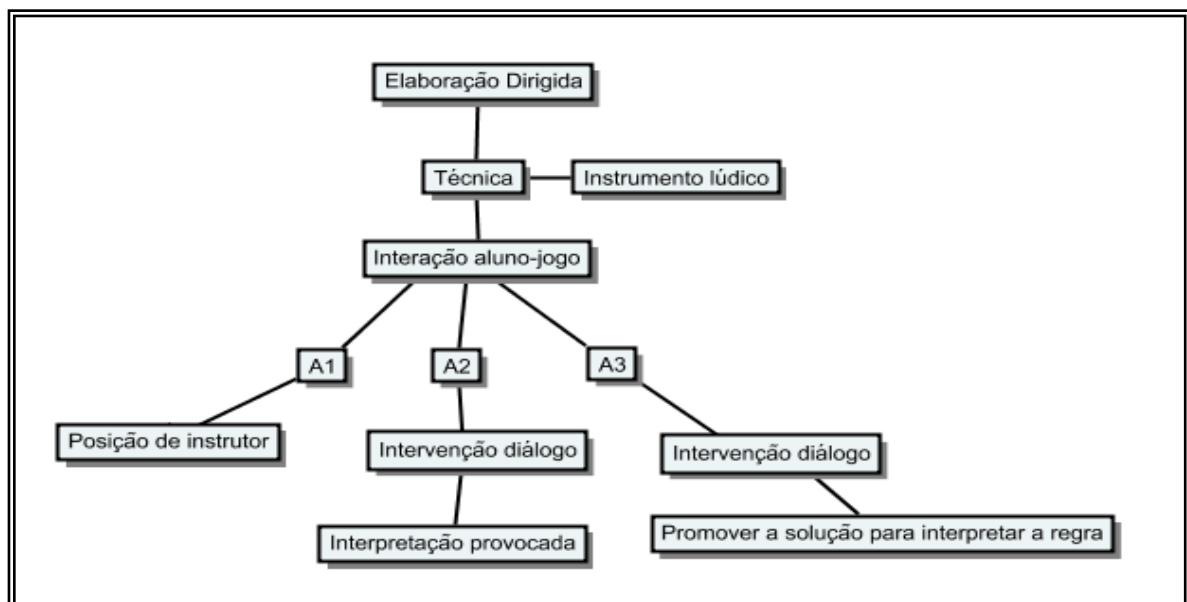 Elaboração Dirigida
Técnica
Instrumento lúdico
Interação aluno-jogo
A1
A2
A3
Posição de instrutor
Intervenção diálogo
Intervenção diálogo
Interpretação provocada
Promover a solução para interpretar a regra